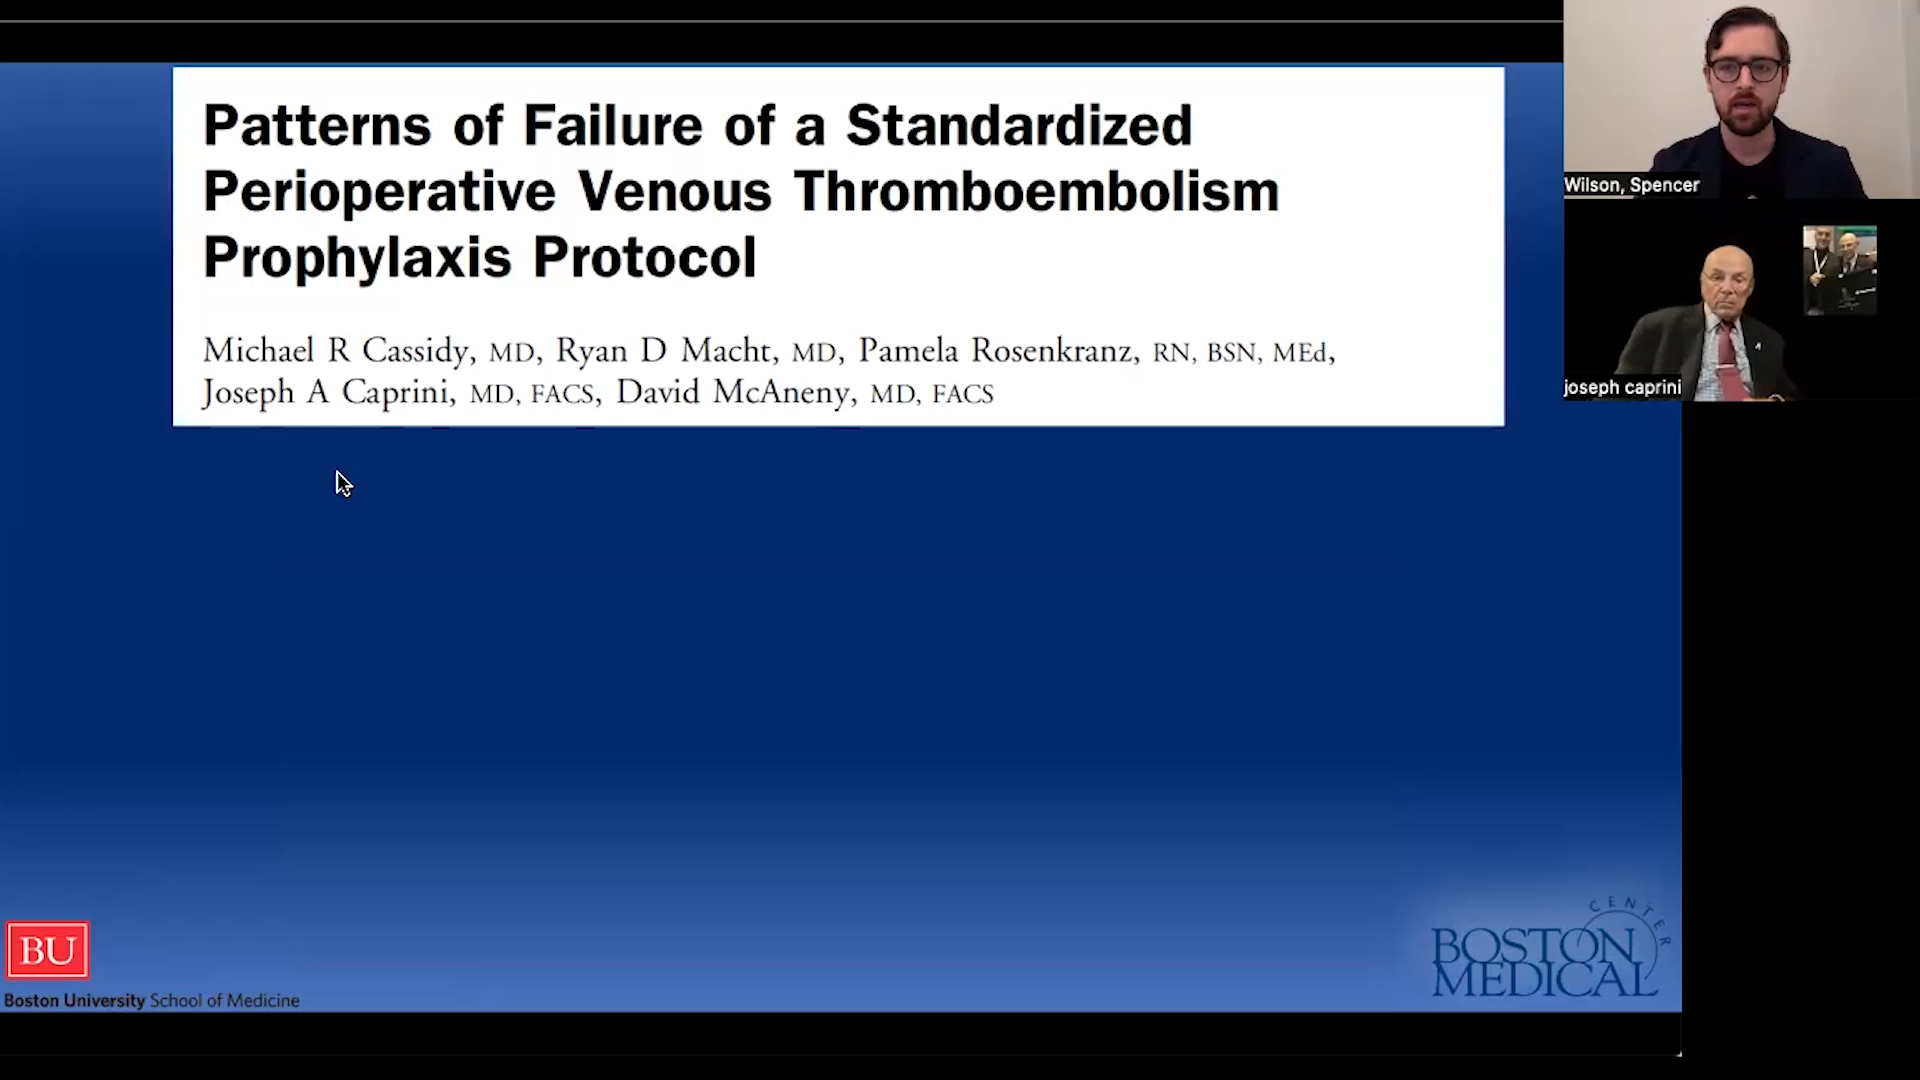 Patterns of Failure of a Standardized
Perioperative Venous Thromboembolism
Prophylaxis Protocol
Michael R Cassidy, MD, Ryan D Macht, MD, Pamela Rosenkranz, RN, BSN, MEd,
Joseph A Caprini, MD, FACS, David McAneny, MD, FACS
Wilson, Spencer
joseph caprini
BU
Boston University School of Medicine
BOSTON
MEDICAL
CENTER